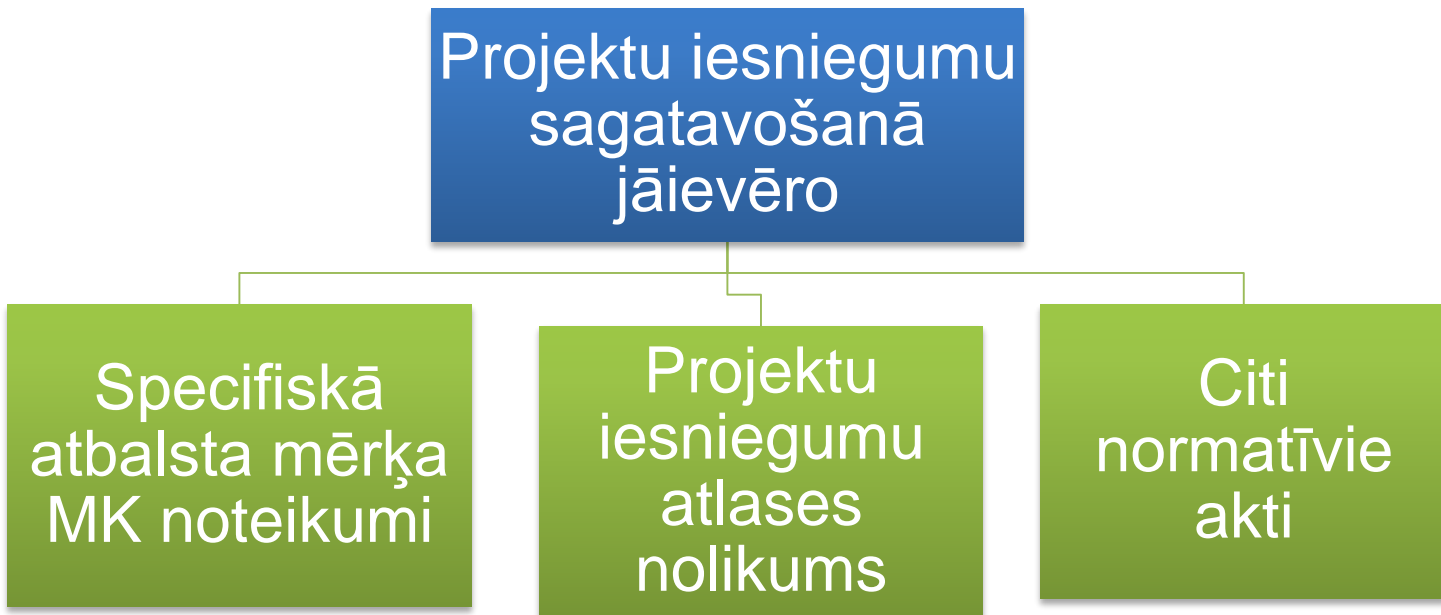 Projektu iesniegumu
sagatavošanā
jāievēro
Specifiskā
atbalsta mērķa
MK noteikumi
Projektu
iesniegumu
atlases
nolikums
Citi
normatīvie
akti